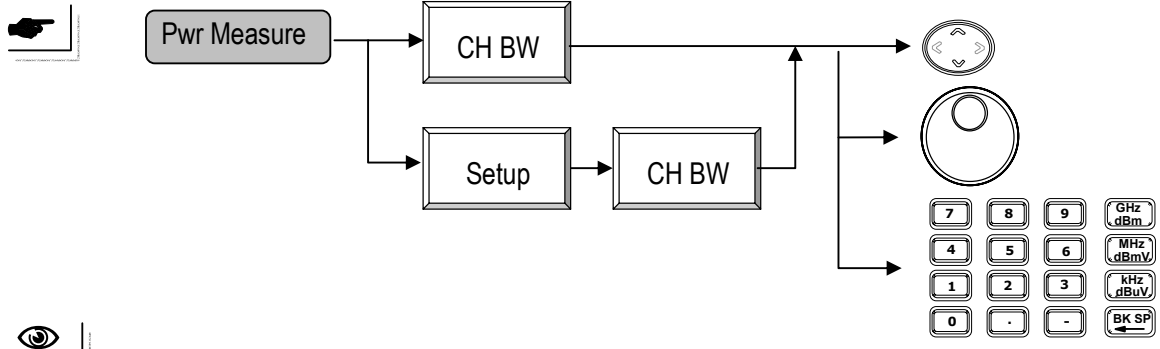 Pwr Measure
CH BW
Setup
CH BW
7 8 9 GHz dBm
4 5 6 MHz dBmV
1 2 3 kHz dBuV
0 . - BK SP